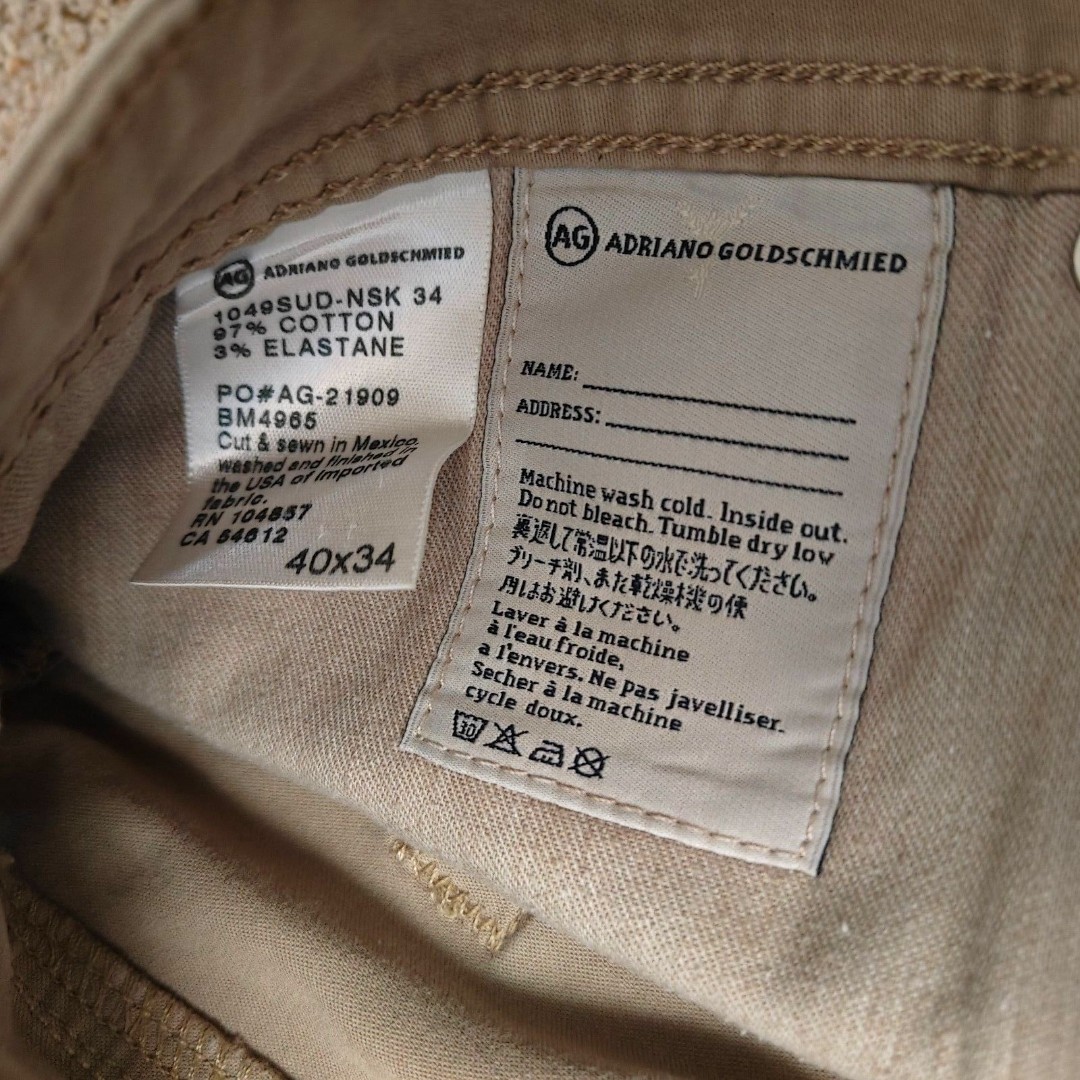 AG ADRIANO GOLDSCHMIED
1049SUD-NSK 34
97% COTTON
3% ELASTANE
PO#AG-21909
BM4965
Cut & sewn in Mexico,
washed and finished in
the USA of imported
fabric.
RN 104857
CA 64612
40x34
AG ADRIANO GOLDSCHMIED
NAME:
ADDRESS:
Machine wash cold. Inside out.
Do not bleach. Tumble dry low
裏返して常温以下の水で洗ってください。
ブリーチ剤、また乾燥機の使
用はお避けください。
Laver à la machine
à l'eau froide,
a l'envers. Ne pas javelliser.
Secher à la machine
cycle doux.
30